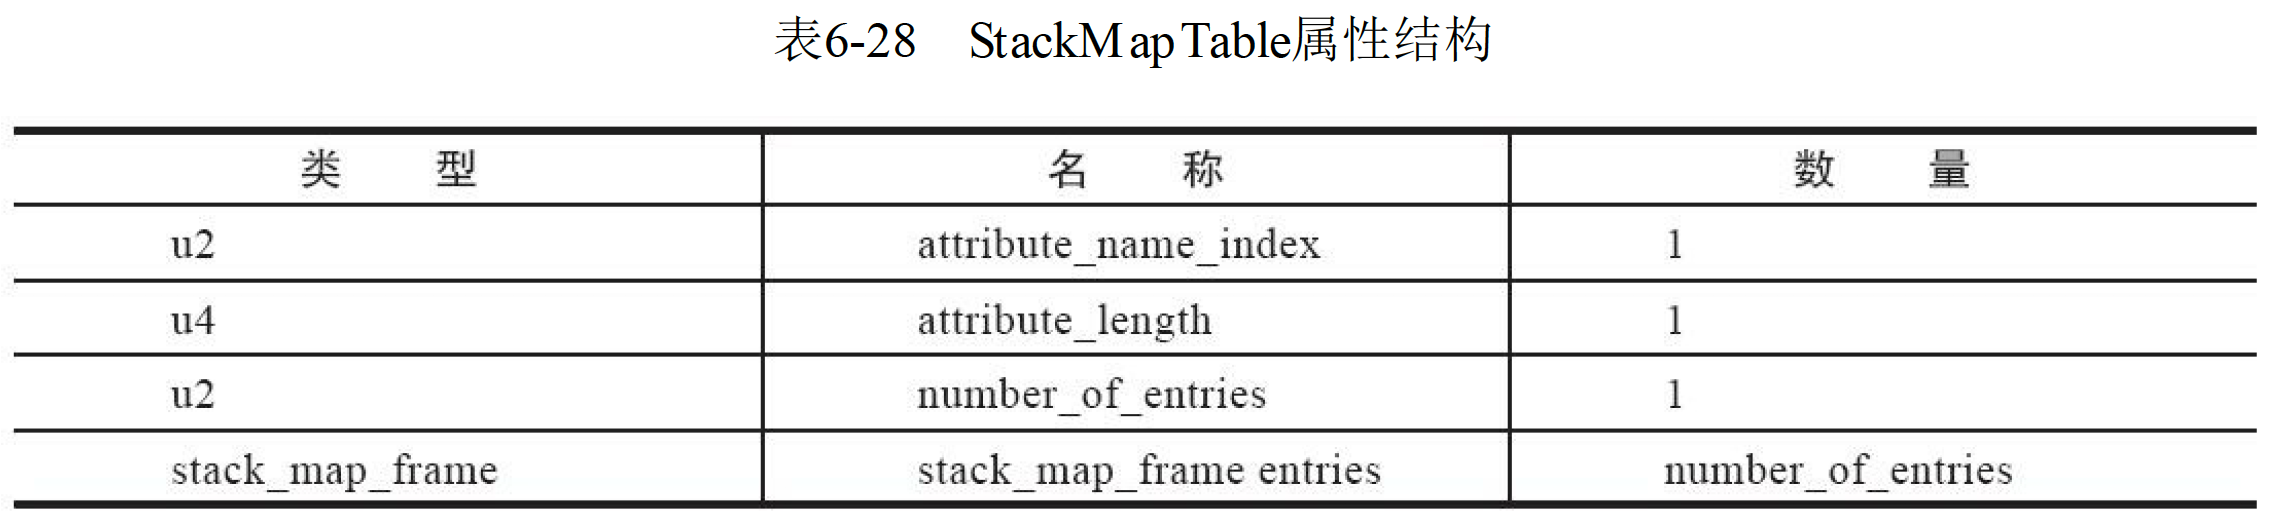 表6-28 StackMapTable属性结构
类 型 名 称 数 量
u2 attribute_name_index 1
u4 attribute_length 1
u2 number_of_entries 1
stack_map_frame stack_map_frame entries number_of_entries